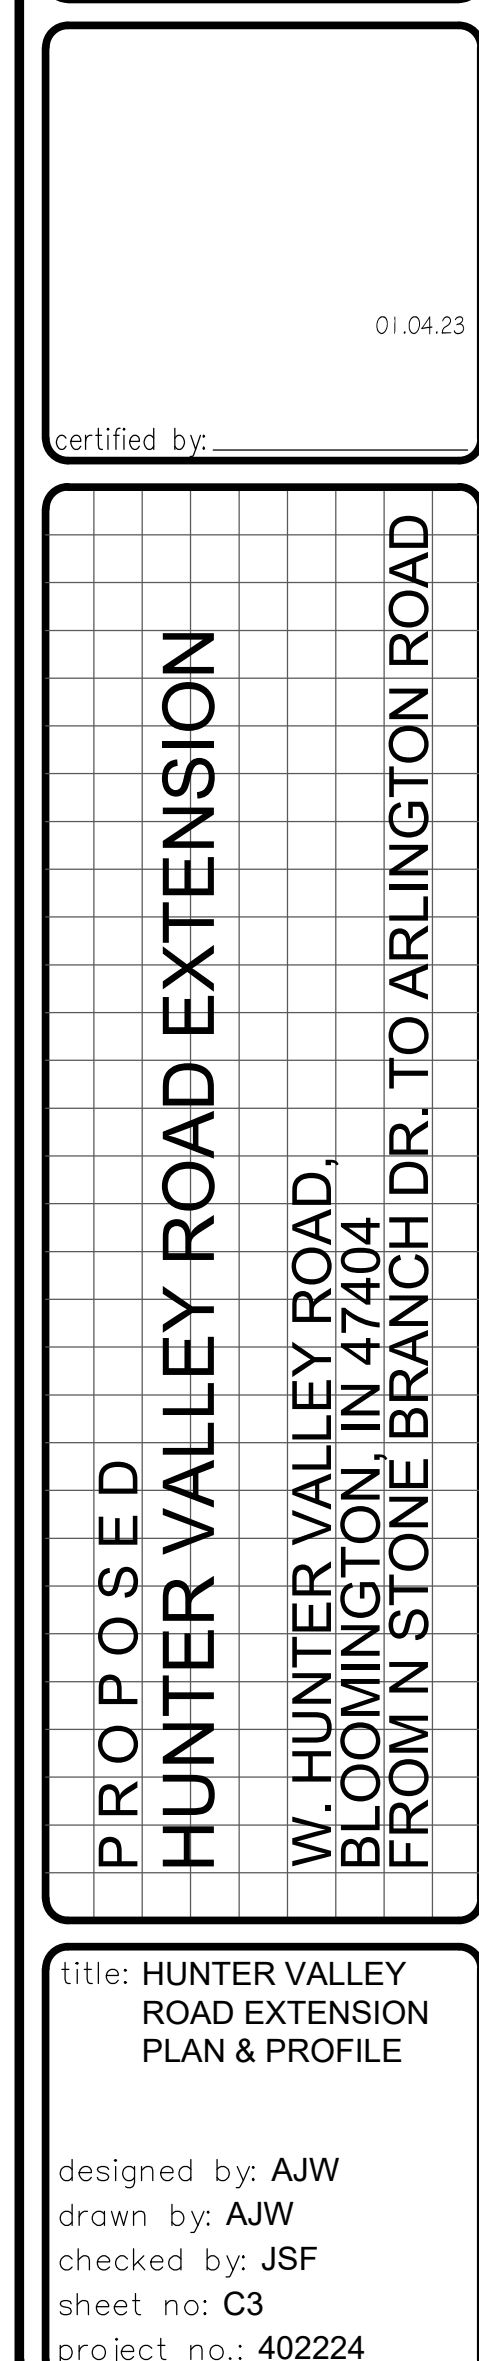 01.04.23
certified by:
PROPOSED
HUNTER VALLEY ROAD EXTENSION
W. HUNTER VALLEY ROAD,
BLOOMINGTON, IN 47404
FROM N STONE BRANCH DR. TO ARLINGTON ROAD
title: HUNTER VALLEY
ROAD EXTENSION
PLAN & PROFILE
designed by: AJW
drawn by: AJW
checked by: JSF
sheet no: C3
project no.: 402224